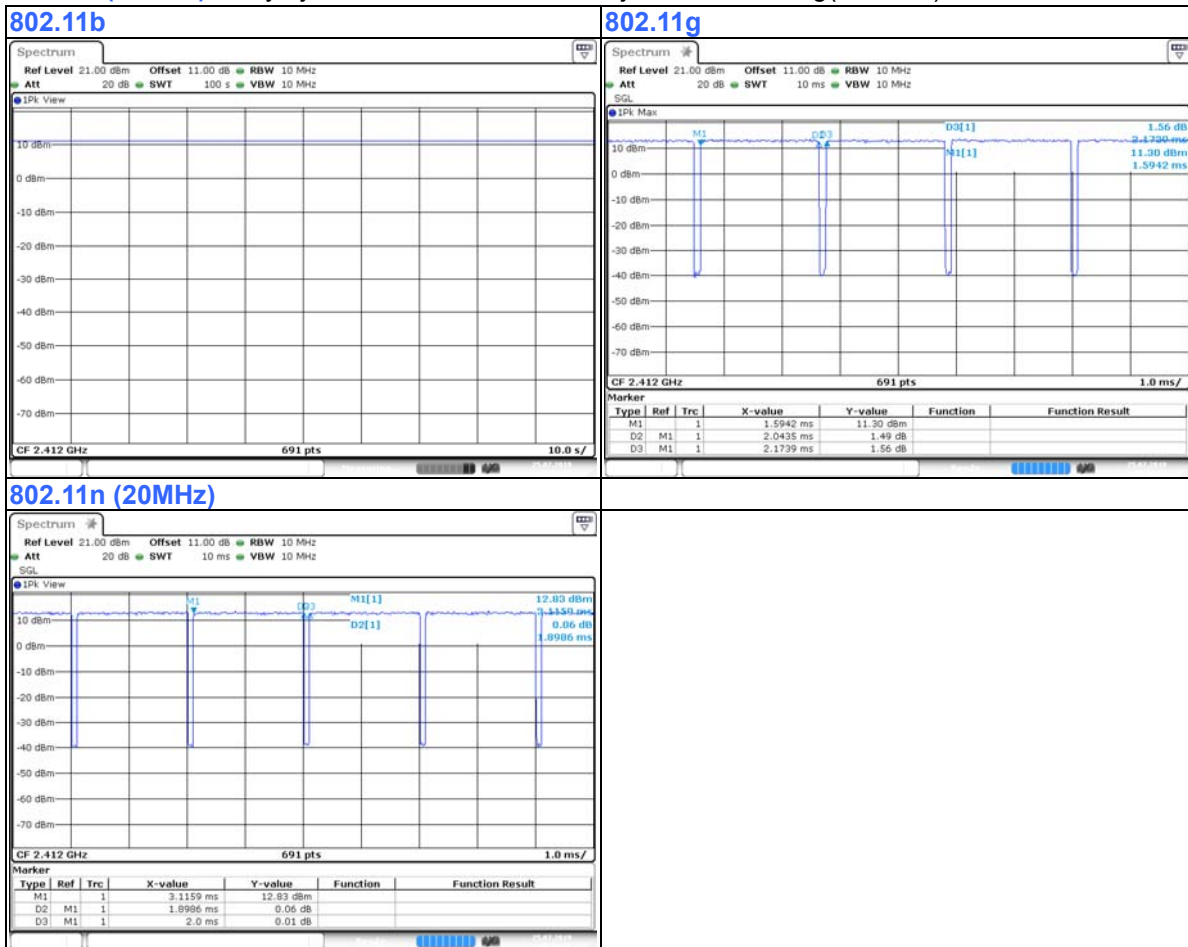 802.11b
Spectrum
Ref Level 21.00 dBm Offset 11.00 dB RBW 10 MHz
Att 20 dB SWT 100 s VBW 10 MHz
1Pk View
10 dBm
0 dBm
-10 dBm
-20 dBm
-30 dBm
-40 dBm
-50 dBm
-60 dBm
-70 dBm
CF 2.412 GHz 691 pts 10.0 s/
802.11g
Spectrum
Ref Level 21.00 dBm Offset 11.00 dB RBW 10 MHz
Att 20 dB SWT 10 ms VBW 10 MHz
SGL
1Pk Max
M1 D2 D3 D3[1] 1.56 dB
2.1739 ms
10 dBm M1[1] 11.30 dBm
1.5942 ms
0 dBm
-10 dBm
-20 dBm
-30 dBm
-40 dBm
-50 dBm
-60 dBm
-70 dBm
CF 2.412 GHz 691 pts 1.0 ms/
Marker
Type Ref Trc X-value Y-value Function Function Result
M1 1 1.5942 ms 11.30 dBm
D2 M1 1 2.0435 ms 1.49 dB
D3 M1 1 2.1739 ms 1.56 dB
802.11n (20MHz)
Spectrum
Ref Level 21.00 dBm Offset 11.00 dB RBW 10 MHz
Att 20 dB SWT 10 ms VBW 10 MHz
SGL
1Pk View
M1 D3 M1[1] 12.83 dBm
3.1159 ms
10 dBm D2[1] 0.06 dB
1.8986 ms
0 dBm
-10 dBm
-20 dBm
-30 dBm
-40 dBm
-50 dBm
-60 dBm
-70 dBm
CF 2.412 GHz 691 pts 1.0 ms/
Marker
Type Ref Trc X-value Y-value Function Function Result
M1 1 3.1159 ms 12.83 dBm
D2 M1 1 1.8986 ms 0.06 dB
D3 M1 1 2.0 ms 0.01 dB